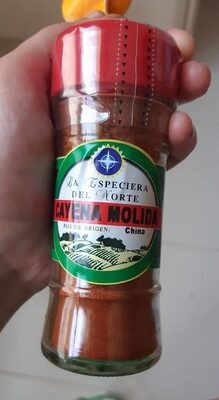 La Especiera
del Norte
CAYENA MOLIDA
PAIS DE ORIGEN: China